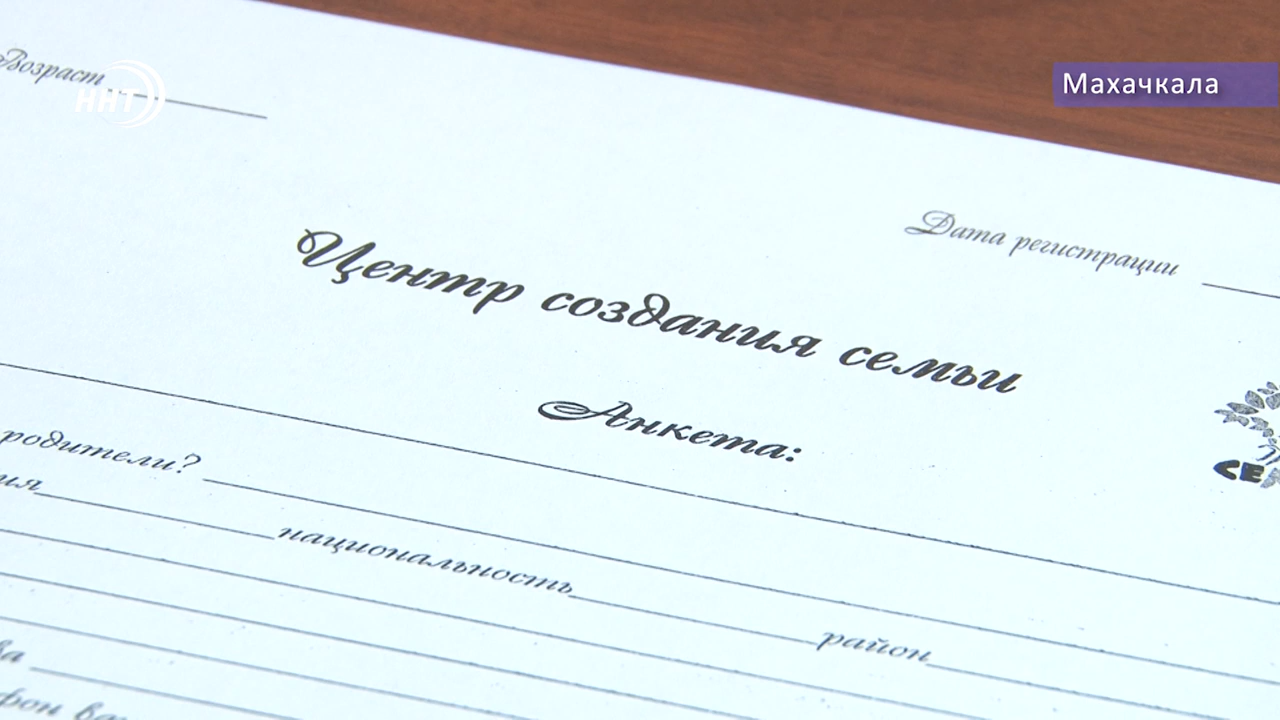 Возраст
ННТ
Махачкала
Дата регистрации
Центр создания семьи
Анкета:
родители?
национальность
район